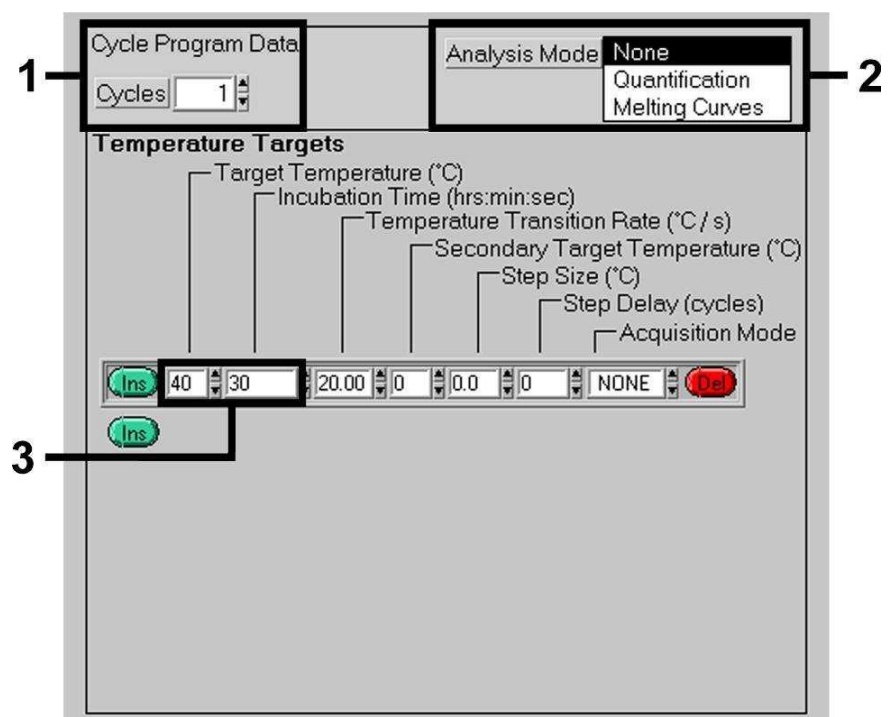 Cycle Program Data
1
Cycles 1
Analysis Mode None
Quantification
Melting Curves
2
Temperature Targets
Target Temperature (°C)
Incubation Time (hrs:min:sec)
Temperature Transition Rate (°C / s)
Secondary Target Temperature (°C)
Step Size (°C)
Step Delay (cycles)
Acquisition Mode
Ins 40 30 20.00 0 0.0 0 NONE Del
Ins
3